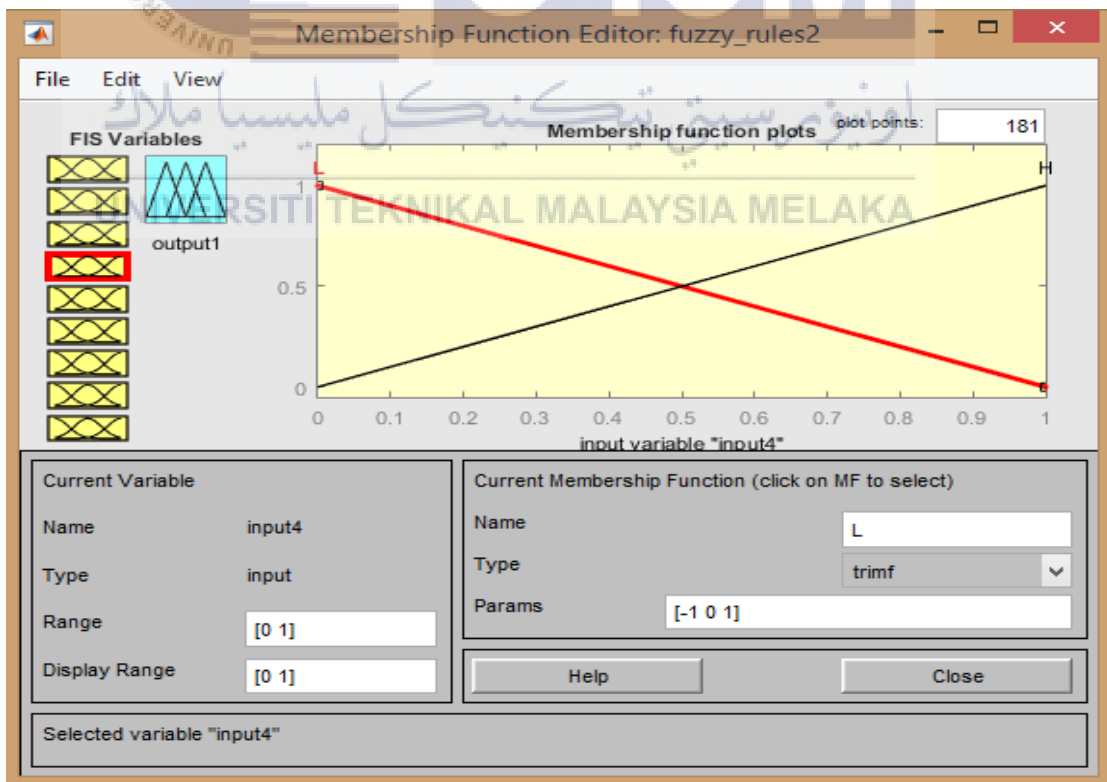 Membership Function Editor: fuzzy_rules2
File Edit View
اونيورسيتي تيكنيكل مليسيا ملاك
UNIVERSITI TEKNIKAL MALAYSIA MELAKA
FIS Variables
output1
Membership function plots
plot points:
181
L
H
1
0.5
0
0 0.1 0.2 0.3 0.4 0.5 0.6 0.7 0.8 0.9 1
input variable "input4"
Current Variable
Name input4
Type input
Range [0 1]
Display Range [0 1]
Current Membership Function (click on MF to select)
Name L
Type trimf
Params [-1 0 1]
Help Close
Selected variable "input4"